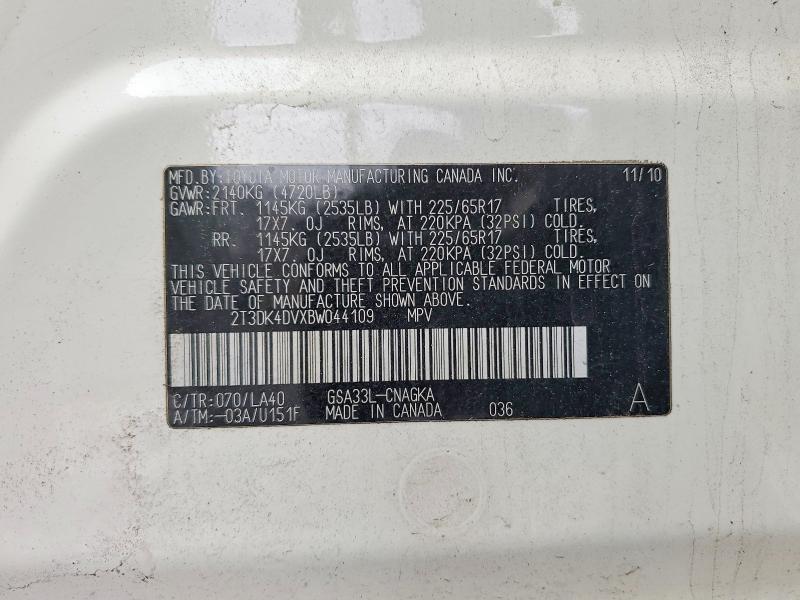 MFD.BY:TOYOTA MOTOR MANUFACTURING CANADA INC. 11/10
GVWR:2140KG (4720LB)
GAWR:FRT. 1145KG (2535LB) WITH 225/65R17 TIRES,
17X7. 0J RIMS, AT 220KPA (32PSI) COLD.
RR. 1145KG (2535LB) WITH 225/65R17 TIRES,
17X7. 0J RIMS, AT 220KPA (32PSI) COLD.
THIS VEHICLE CONFORMS TO ALL APPLICABLE FEDERAL MOTOR
VEHICLE SAFETY AND THEFT PREVENTION STANDARDS IN EFFECT ON
THE DATE OF MANUFACTURE SHOWN ABOVE.
2T3DK4DVXBW044109 MPV
C/TR:070/LA40 GSA33L-CNAGKA
A/TM:-03A/U151F MADE IN CANADA 036 A